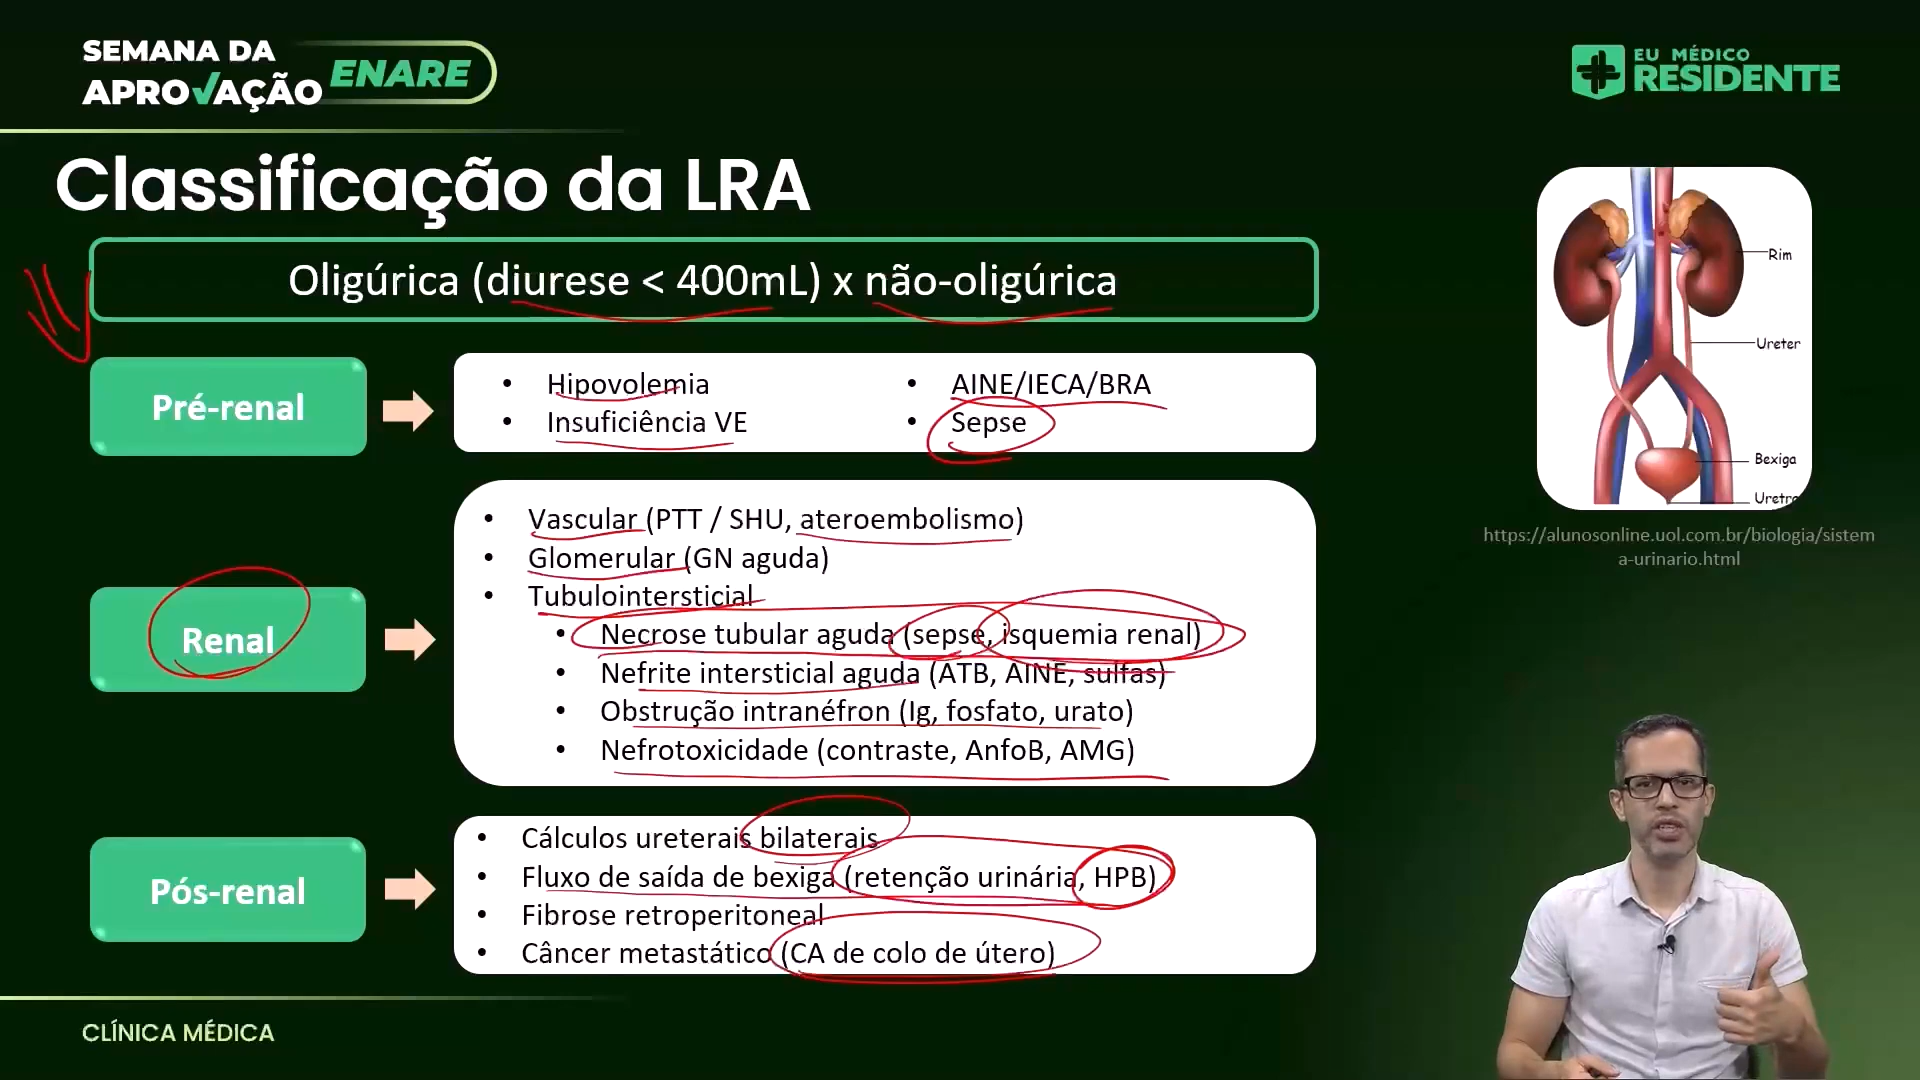 SEMANA DA
APROVAÇÃO ENARE
EU MÉDICO
RESIDENTE
Classificação da LRA
Oligúrica (diurese < 400mL) x não-oligúrica
Pré-renal
• Hipovolemia
• Insuficiência VE
• AINE/IECA/BRA
• Sepse
Renal
• Vascular (PTT / SHU, ateroembolismo)
• Glomerular (GN aguda)
• Tubulointersticial
• Necrose tubular aguda (sepse, isquemia renal)
• Nefrite intersticial aguda (ATB, AINE, sulfas)
• Obstrução intranéfron (Ig, fosfato, urato)
• Nefrotoxicidade (contraste, AnfoB, AMG)
Pós-renal
• Cálculos ureterais bilaterais
• Fluxo de saída de bexiga (retenção urinária, HPB)
• Fibrose retroperitoneal
• Câncer metastático (CA de colo de útero)
Rim
Ureter
Bexiga
Uretra
https://alunosonline.uol.com.br/biologia/sistem
a-urinario.html
CLÍNICA MÉDICA